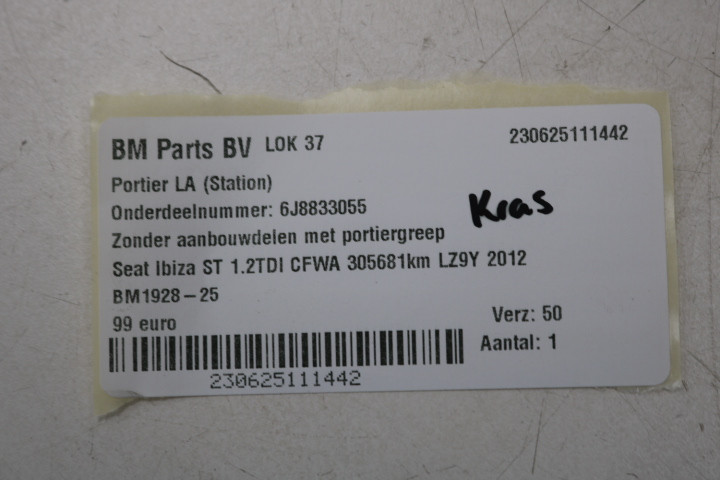 BM Parts BV LOK 37 230625111442
Portier LA (Station)
Onderdeelnummer: 6J8833055
Kras
Zonder aanbouwdelen met portiergreep
Seat Ibiza ST 1.2TDI CFWA 305681km LZ9Y 2012
BM1928-25
99 euro Verz: 50
Aantal: 1
230625111442